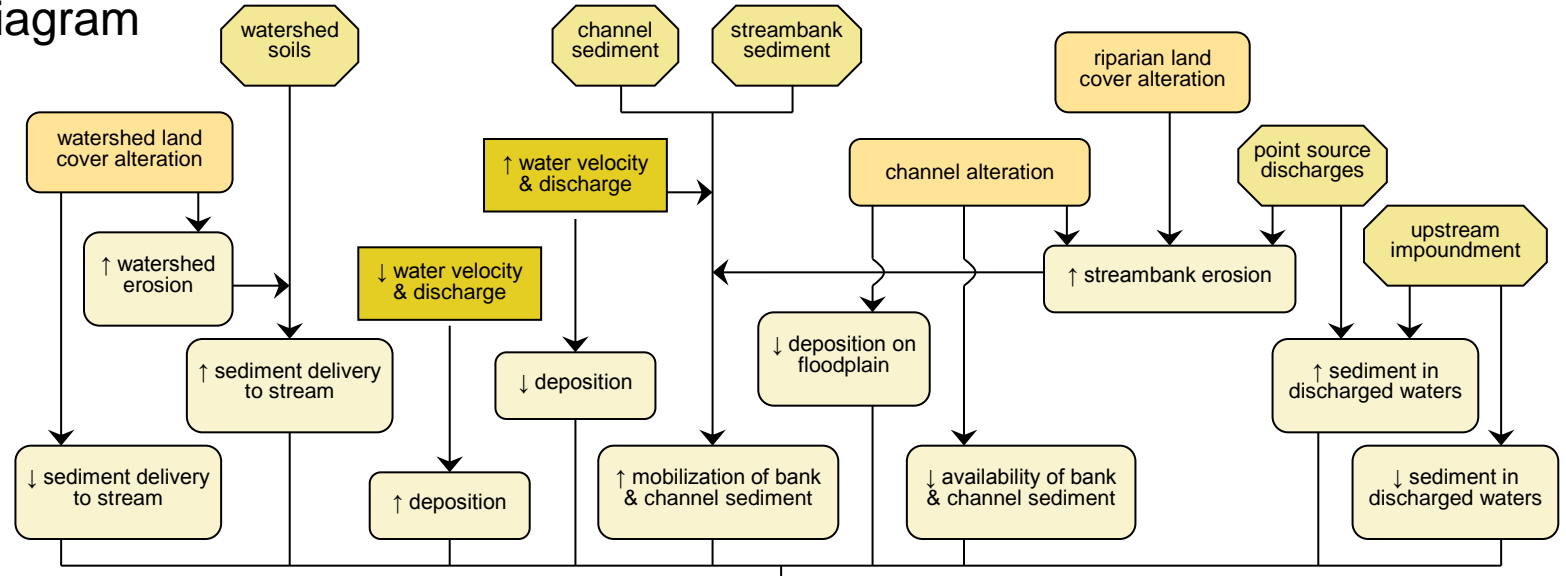 iagram
watershed
soils
channel
sediment
streambank
sediment
riparian land
cover alteration
watershed land
cover alteration
↑ water velocity
& discharge
channel alteration
point source
discharges
upstream
impoundment
↑ watershed
erosion
↓ water velocity
& discharge
↑ streambank erosion
↑ sediment delivery
to stream
↓ deposition
↓ deposition on
floodplain
↑ sediment in
discharged waters
↓ sediment delivery
to stream
↑ deposition
↑ mobilization of bank
& channel sediment
↓ availability of bank
& channel sediment
↓ sediment in
discharged waters